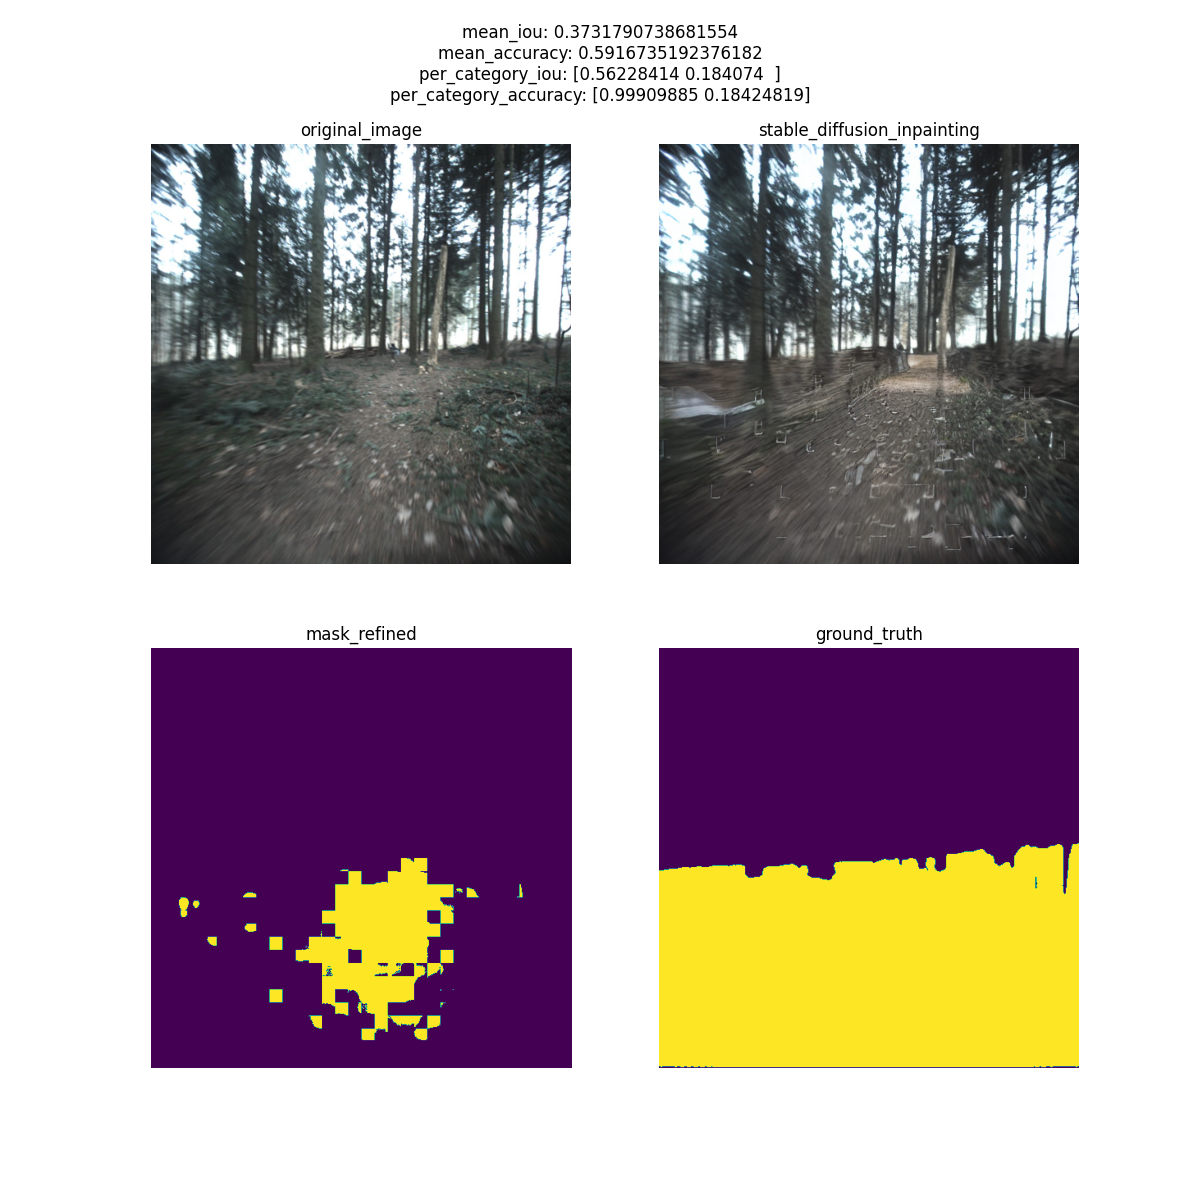 mean_iou: 0.3731790738681554
mean_accuracy: 0.5916735192376182
per_category_iou: [0.56228414 0.184074  ]
per_category_accuracy: [0.99909885 0.18424819]
original_image
stable_diffusion_inpainting
mask_refined
ground_truth